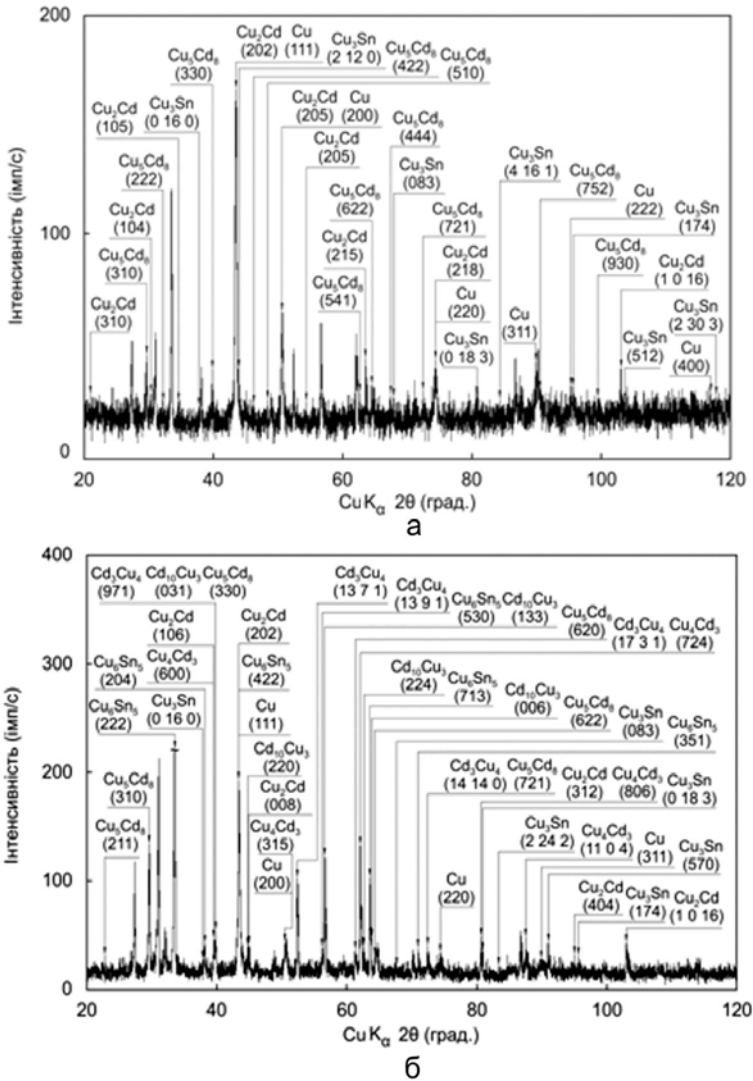 200
100
0
Інтенсивність (імп/с)
Cu₂Cd Cu
(202) (111)
Cu₃Sn
(2 12 0)
Cu₅Cd₈
(422)
Cu₅Cd₈
(510)
Cu₅Cd₈
(330)
Cu₂Cd
(105)
Cu₃Sn
(0 16 0)
Cu₅Cd₈
(222)
Cu₂Cd
(104)
Cu₅Cd₈
(310)
Cu₂Cd
(310)
Cu₂Cd Cu
(205) (200)
Cu₂Cd
(205)
Cu₅Cd₈
(444)
Cu₃Sn
(083)
Cu₅Cd₈
(622)
Cu₂Cd
(215)
Cu₅Cd₈
(541)
Cu₅Cd₈
(721)
Cu₂Cd
(218)
Cu
(220)
Cu₃Sn
(0 18 3)
Cu₃Sn
(4 16 1)
Cu₅Cd₈
(752)
Cu
(222)
Cu₃Sn
(174)
Cu₅Cd₈
(930)
Cu₂Cd
(1 0 16)
Cu
(311)
Cu₃Sn
(2 30 3)
Cu₃Sn
(512)
Cu
(400)
20 40 60 80 100 120
CuKα 2θ (град.)
а
400
300
200
100
0
Інтенсивність (імп/с)
Cd₃Cu₄ Cd₁₀Cu₃ Cu₅Cd₈
(971) (031) (330)
Cu₂Cd
(106)
Cu₆Sn₅ Cu₄Cd₃
(204) (600)
Cu₆Sn₅ Cu₃Sn
(222) (0 16 0)
Cu₅Cd₈
(310)
Cu₅Cd₈
(211)
Cu₂Cd
(202)
Cu₆Sn₅
(422)
Cu
(111)
Cd₁₀Cu₃
(220)
Cu₂Cd
(008)
Cu₄Cd₃
(315)
Cu
(200)
Cd₃Cu₄
(13 7 1)
Cd₃Cu₄
(13 9 1)
Cu₆Sn₅ Cd₁₀Cu₃
(530) (133)
Cu₅Cd₈
(620)
Cd₃Cu₄ Cu₄Cd₃
(17 3 1) (724)
Cd₁₀Cu₃
(224)
Cu₆Sn₅
(713)
Cd₁₀Cu₃
(006)
Cu₅Cd₈
(622)
Cu₃Sn
(083)
Cu₆Sn₅
(351)
Cd₃Cu₄ Cu₅Cd₈
(14 14 0) (721)
Cu₂Cd Cu₄Cd₃
(312) (806)
Cu₃Sn
(0 18 3)
Cu₃Sn
(2 24 2)
Cu₄Cd₃
(11 0 4)
Cu
(311)
Cu₃Sn
(570)
Cu
(220)
Cu₂Cd
(404)
Cu₃Sn
(174)
Cu₂Cd
(1 0 16)
20 40 60 80 100 120
CuKα 2θ (град.)
б